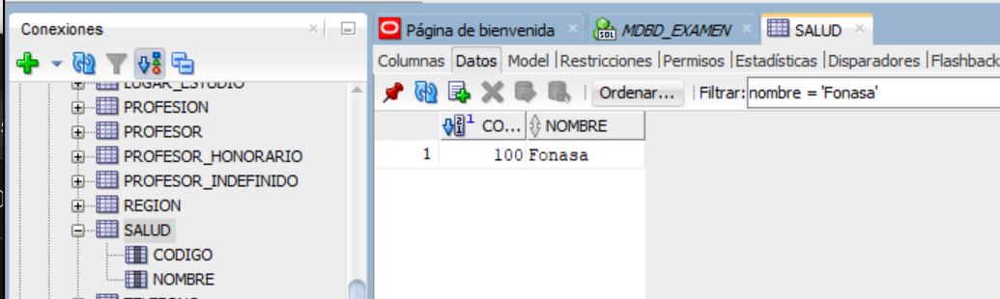 Conexiones
Página de bienvenida
MDBD_EXAMEN
SALUD
Columnas Datos Model |Restricciones |Permisos |Estadísticas |Disparadores |Flashback
Ordenar... |Filtrar: nombre = 'Fonasa'
LUGAR_ESTUDIO
PROFESION
PROFESOR
PROFESOR_HONORARIO
PROFESOR_INDEFINIDO
REGION
SALUD
CODIGO
NOMBRE
1 CO... NOMBRE
1 100 Fonasa